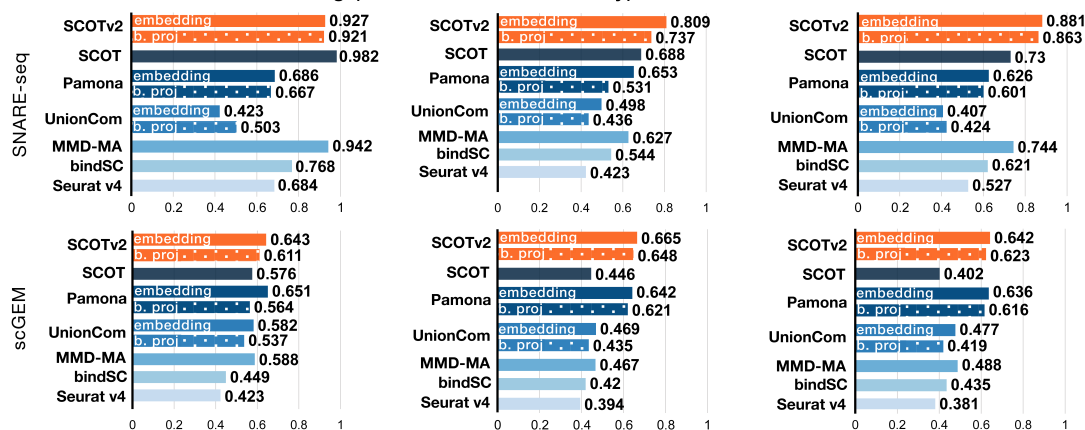 SNARE-seq
SCOTv2
embedding 0.927
b. proj 0.921
SCOT 0.982
Pamona
embedding 0.686
b. proj 0.667
UnionCom
embedding 0.423
b. proj 0.503
MMD-MA 0.942
bindSC 0.768
Seurat v4 0.684
0 0.2 0.4 0.6 0.8 1
SCOTv2
embedding 0.809
b. proj 0.737
SCOT 0.688
Pamona
embedding 0.653
b. proj 0.531
UnionCom
embedding 0.498
b. proj 0.436
MMD-MA 0.627
bindSC 0.544
Seurat v4 0.423
0 0.2 0.4 0.6 0.8 1
SCOTv2
embedding 0.881
b. proj 0.863
SCOT 0.73
Pamona
embedding 0.626
b. proj 0.601
UnionCom
embedding 0.407
b. proj 0.424
MMD-MA 0.744
bindSC 0.621
Seurat v4 0.527
0 0.2 0.4 0.6 0.8 1
scGEM
SCOTv2
embedding 0.643
b. proj 0.611
SCOT 0.576
Pamona
embedding 0.651
b. proj 0.564
UnionCom
embedding 0.582
b. proj 0.537
MMD-MA 0.588
bindSC 0.449
Seurat v4 0.423
0 0.2 0.4 0.6 0.8 1
SCOTv2
embedding 0.665
b. proj 0.648
SCOT 0.446
Pamona
embedding 0.642
b. proj 0.621
UnionCom
embedding 0.469
b. proj 0.435
MMD-MA 0.467
bindSC 0.42
Seurat v4 0.394
0 0.2 0.4 0.6 0.8 1
SCOTv2
embedding 0.642
b. proj 0.623
SCOT 0.402
Pamona
embedding 0.636
b. proj 0.616
UnionCom
embedding 0.477
b. proj 0.419
MMD-MA 0.488
bindSC 0.435
Seurat v4 0.381
0 0.2 0.4 0.6 0.8 1